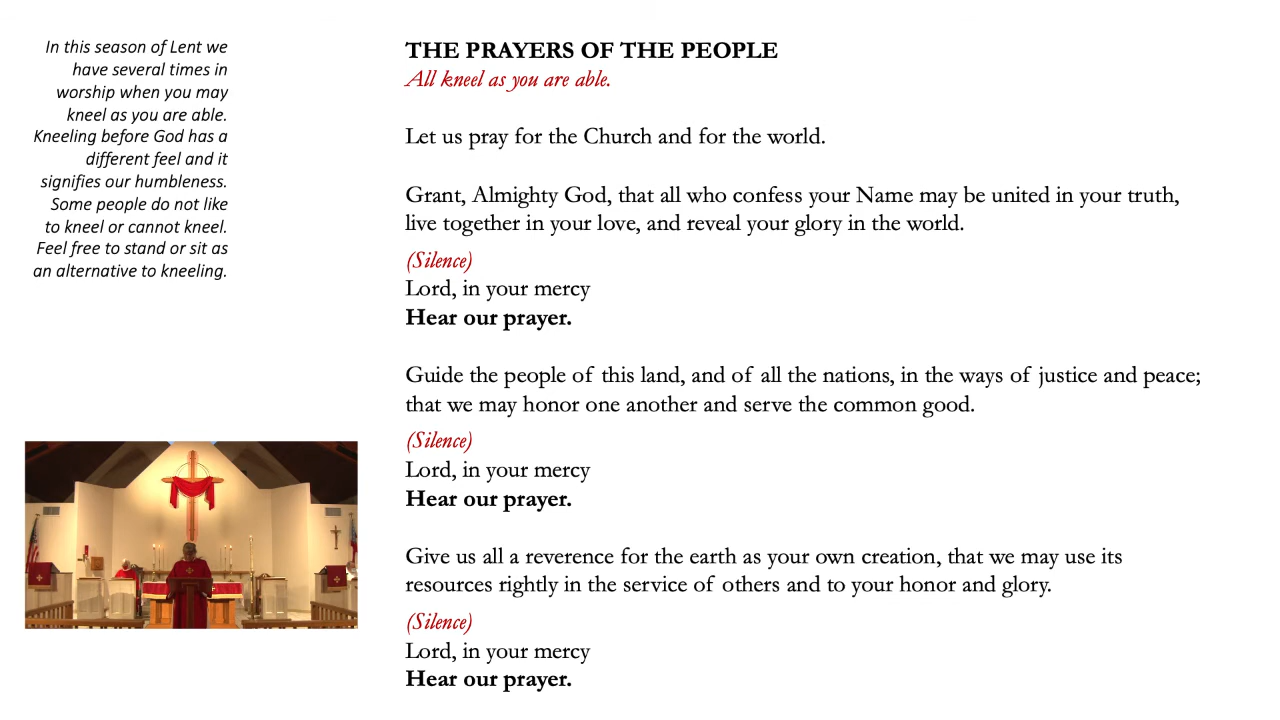 In this season of Lent we
have several times in
worship when you may
kneel as you are able.
Kneeling before God has a
different feel and it
signifies our humbleness.
Some people do not like
to kneel or cannot kneel.
Feel free to stand or sit as
an alternative to kneeling.
THE PRAYERS OF THE PEOPLE
All kneel as you are able.
Let us pray for the Church and for the world.
Grant, Almighty God, that all who confess your Name may be united in your truth,
live together in your love, and reveal your glory in the world.
(Silence)
Lord, in your mercy
Hear our prayer.
Guide the people of this land, and of all the nations, in the ways of justice and peace;
that we may honor one another and serve the common good.
(Silence)
Lord, in your mercy
Hear our prayer.
Give us all a reverence for the earth as your own creation, that we may use its
resources rightly in the service of others and to your honor and glory.
(Silence)
Lord, in your mercy
Hear our prayer.